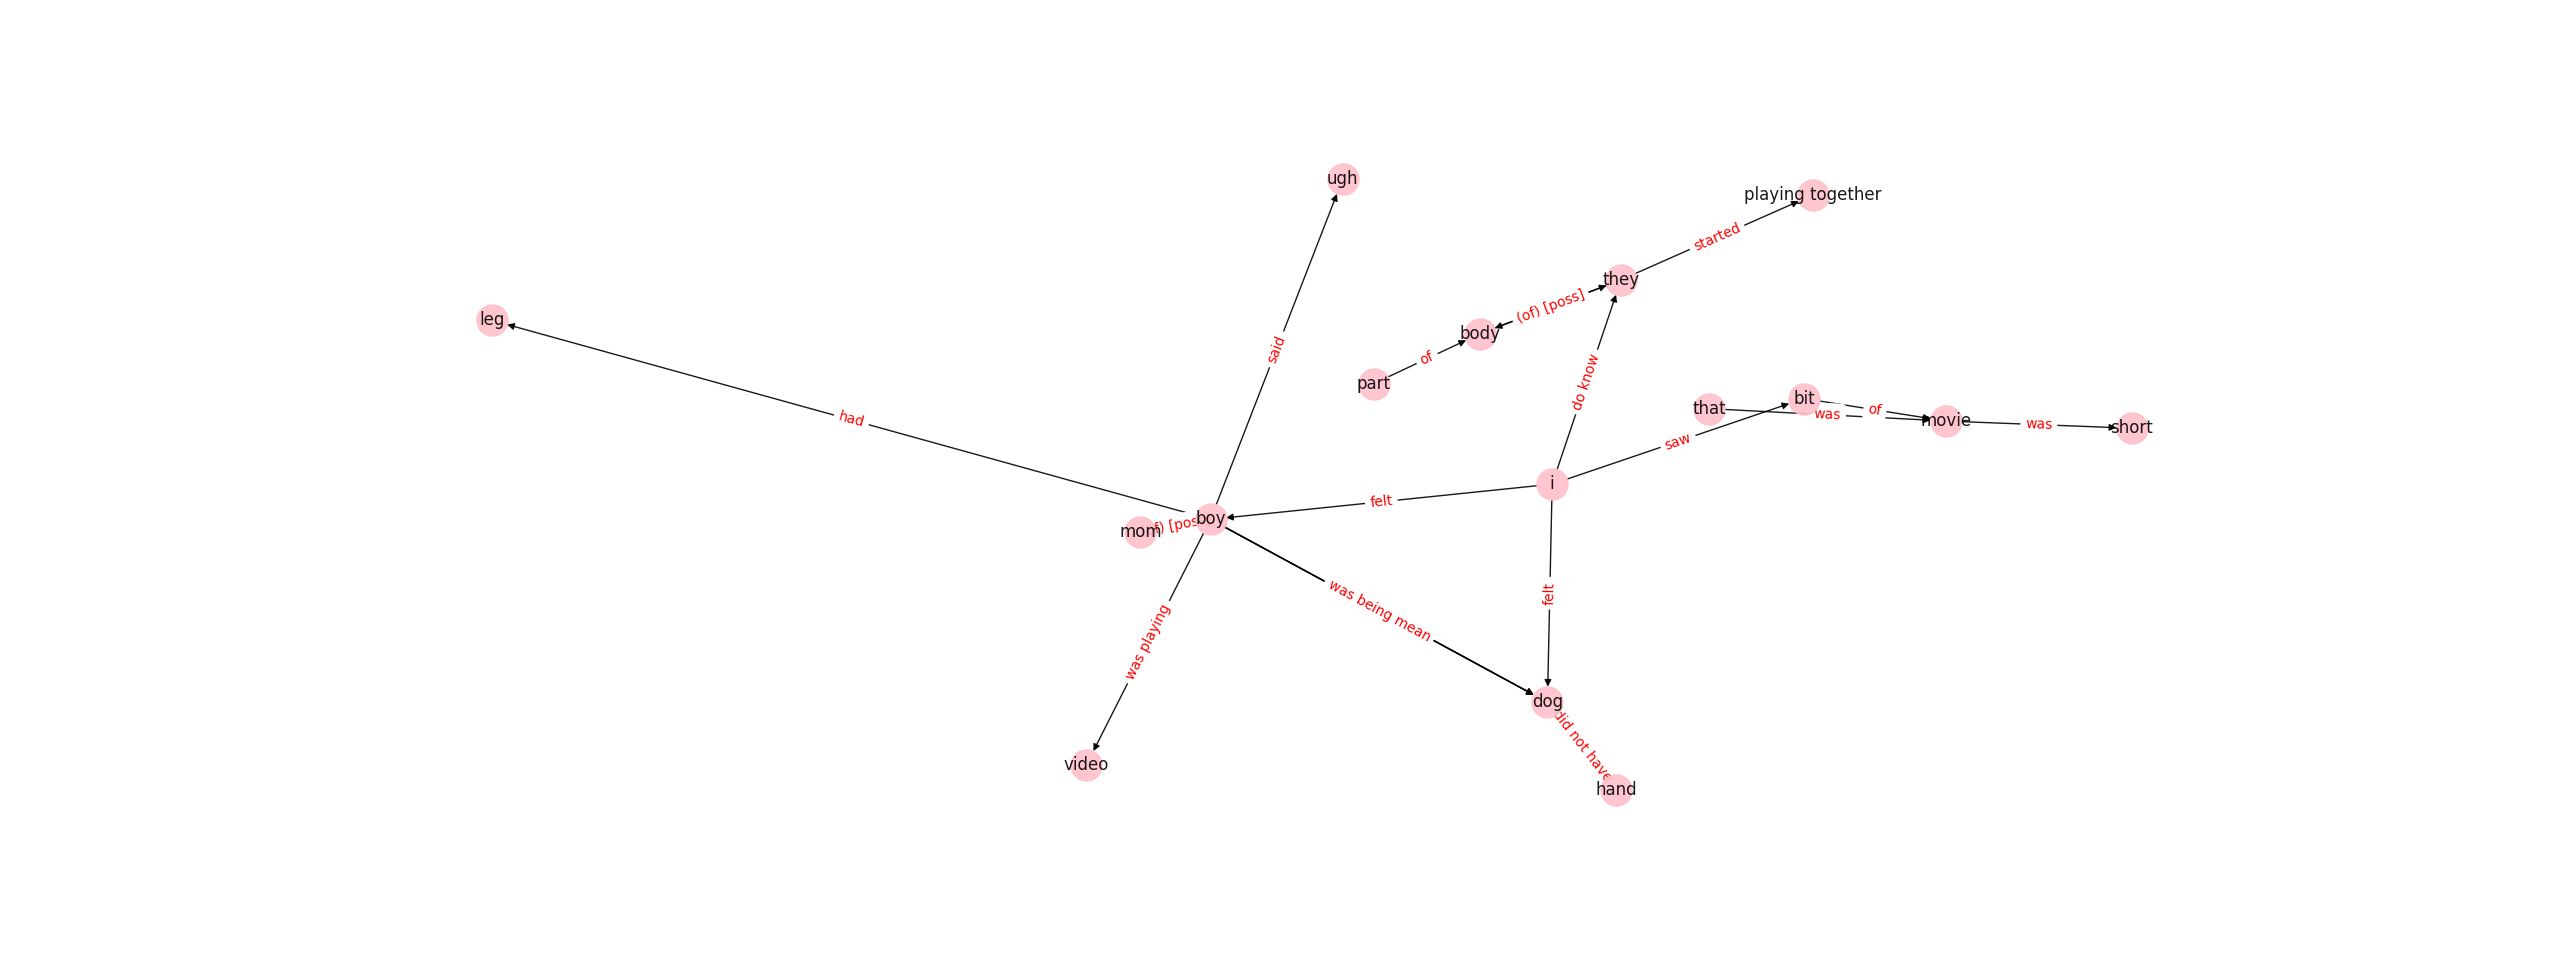 ugh
playing together
started
they
(of) [poss]
leg
body
said
of
part
do know
bit
that
of
was
had
movie
was
short
saw
i
felt
boy
mom
f) [pos
felt
was being mean
was playing
dog
did not have
video
hand